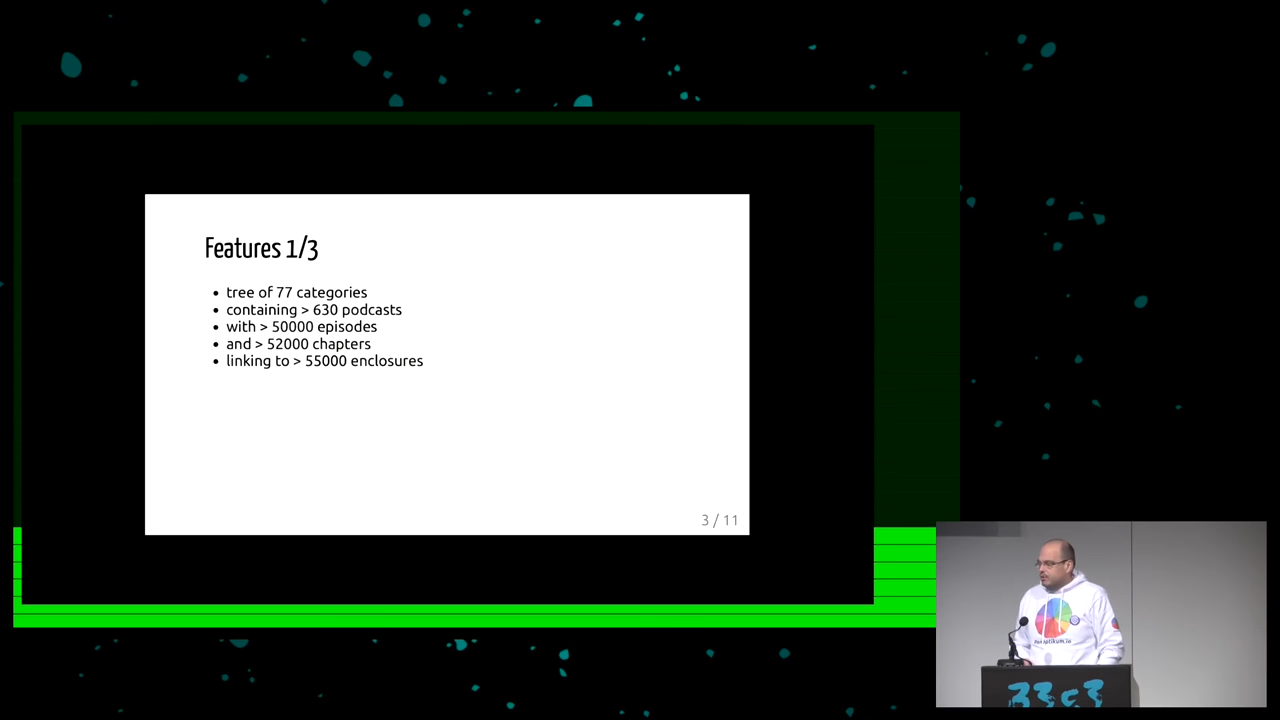 Features 1/3
• tree of 77 categories
• containing > 630 podcasts
• with > 50000 episodes
• and > 52000 chapters
• linking to > 55000 enclosures
3 / 11
33c3